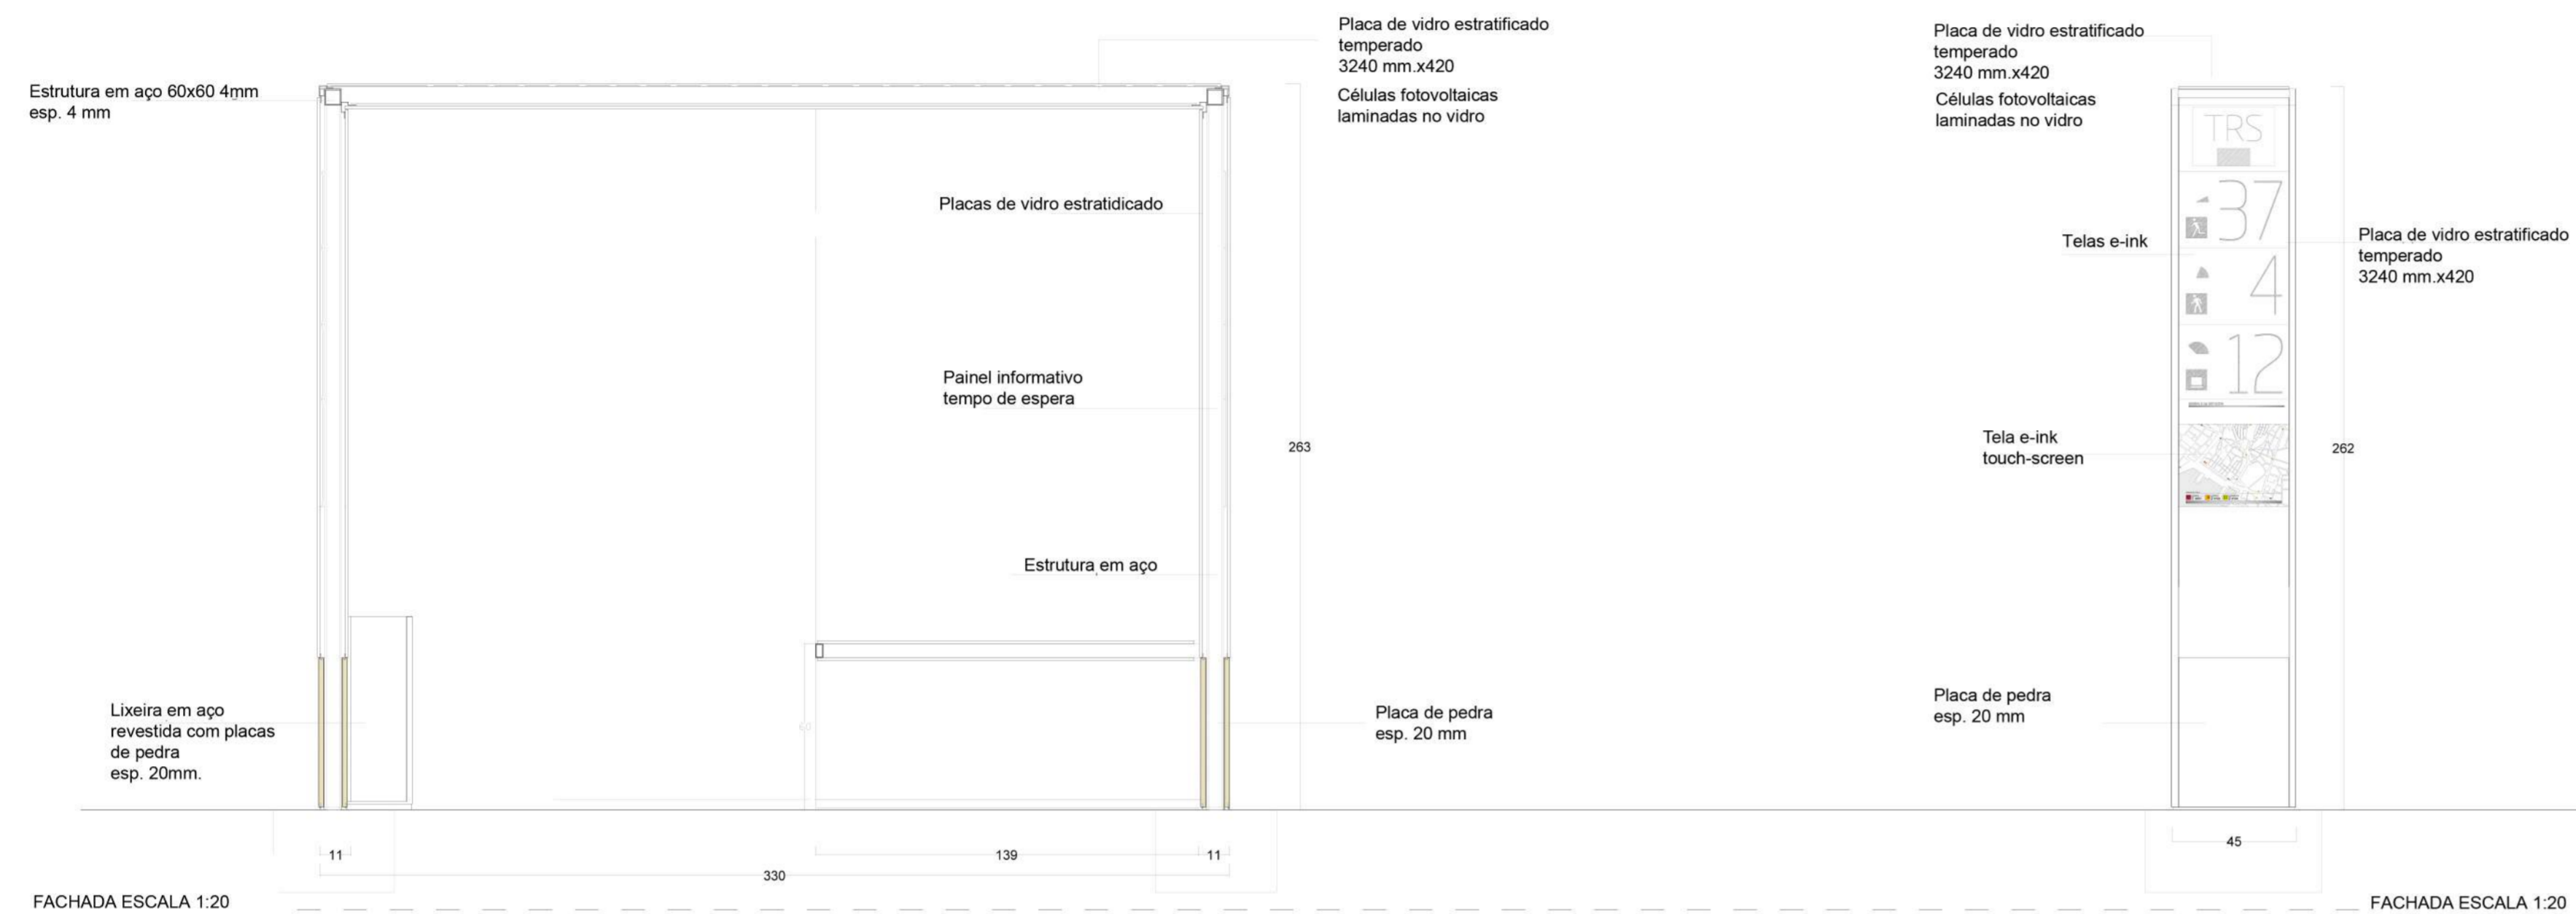 Placa de vidro estratificado
temperado
3240 mm.x420
Células fotovoltaicas
laminadas no vidro
Estrutura em aço 60x60 4mm
esp. 4 mm
Placas de vidro estratidicado
Painel informativo
tempo de espera
Estrutura em aço
263
Lixeira em aço
revestida com placas
de pedra
esp. 20mm.
60
Placa de pedra
esp. 20 mm
11
139
11
330
FACHADA ESCALA 1:20
Placa de vidro estratificado
temperado
3240 mm.x420
Células fotovoltaicas
laminadas no vidro
TRS
37
4
12
Telas e-ink
Placa de vidro estratificado
temperado
3240 mm.x420
Tela e-ink
touch-screen
262
Placa de pedra
esp. 20 mm
45
FACHADA ESCALA 1:20